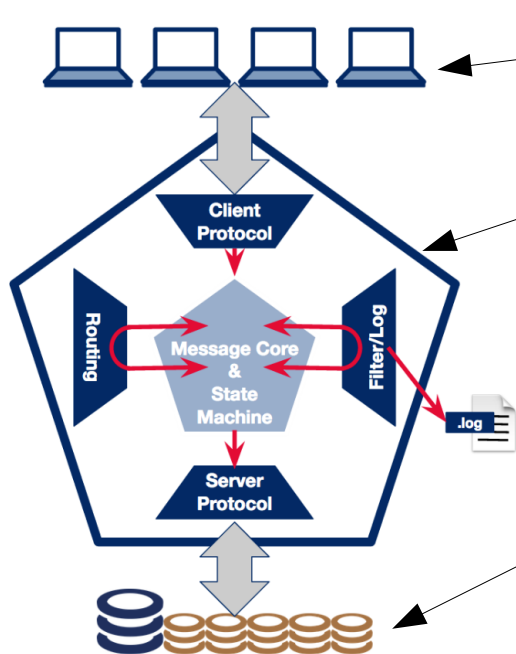 Client
Protocol
Routing
Message Core
&
State
Machine
Filter/Log
.log
Server
Protocol